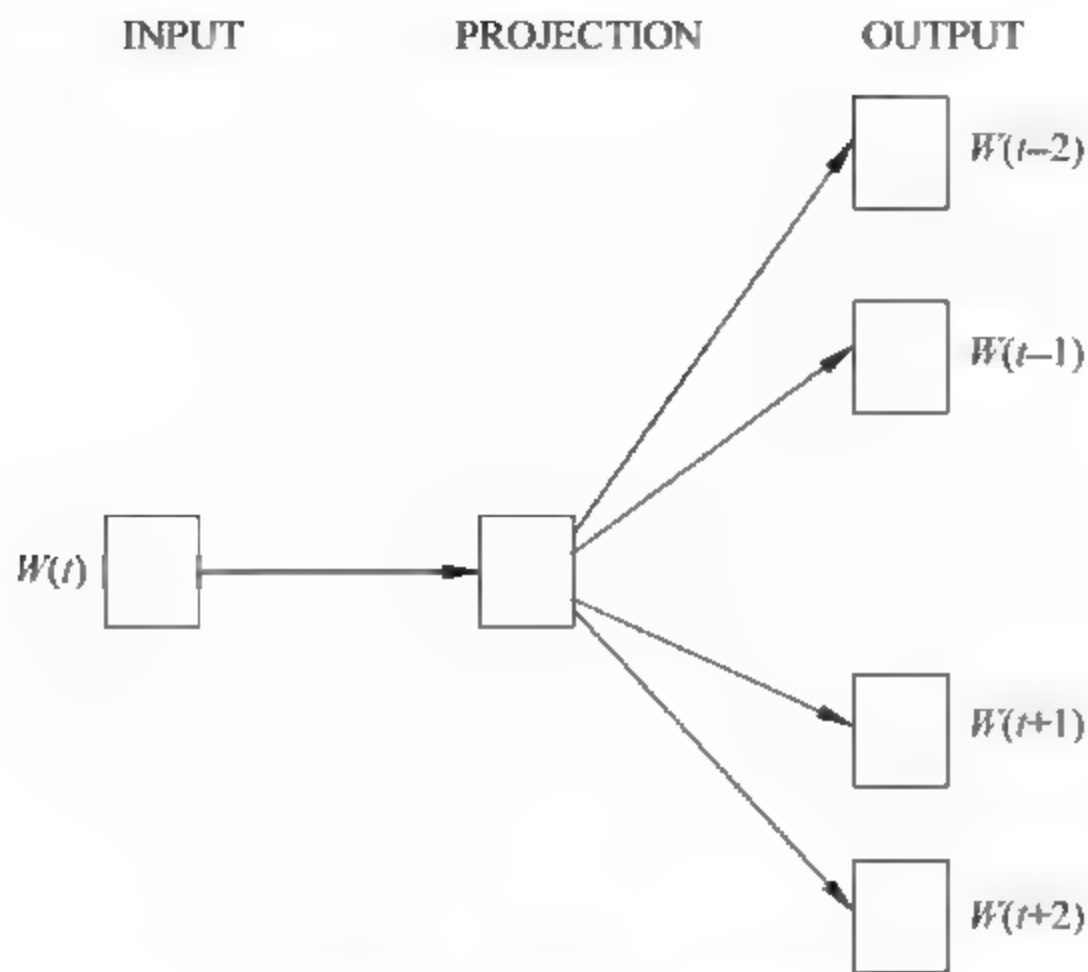 INPUT PROJECTION OUTPUT
W(t–2)
W(t–1)
W(t)
W(t+1)
W(t+2)